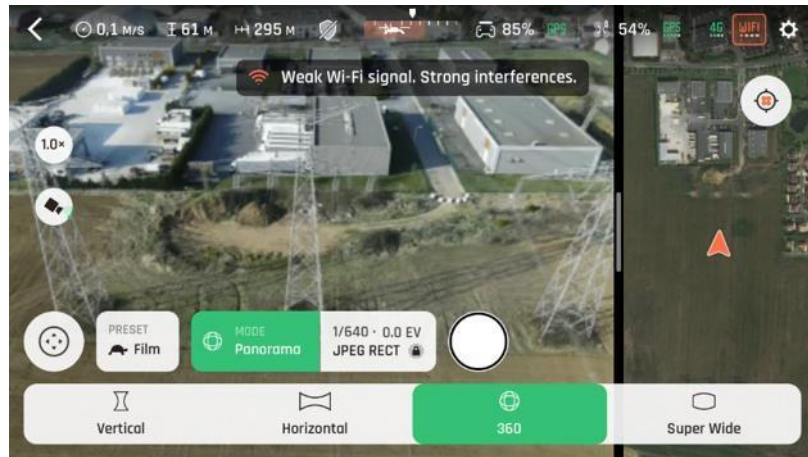 0,1 M/S 61 M 295 M 85% GPS 54% GPS 4G WIFI
Weak Wi-Fi signal. Strong interferences.
1.0×
PRESET
Film
MODE
Panorama
1/640 · 0.0 EV
JPEG RECT
Vertical
Horizontal
360
Super Wide